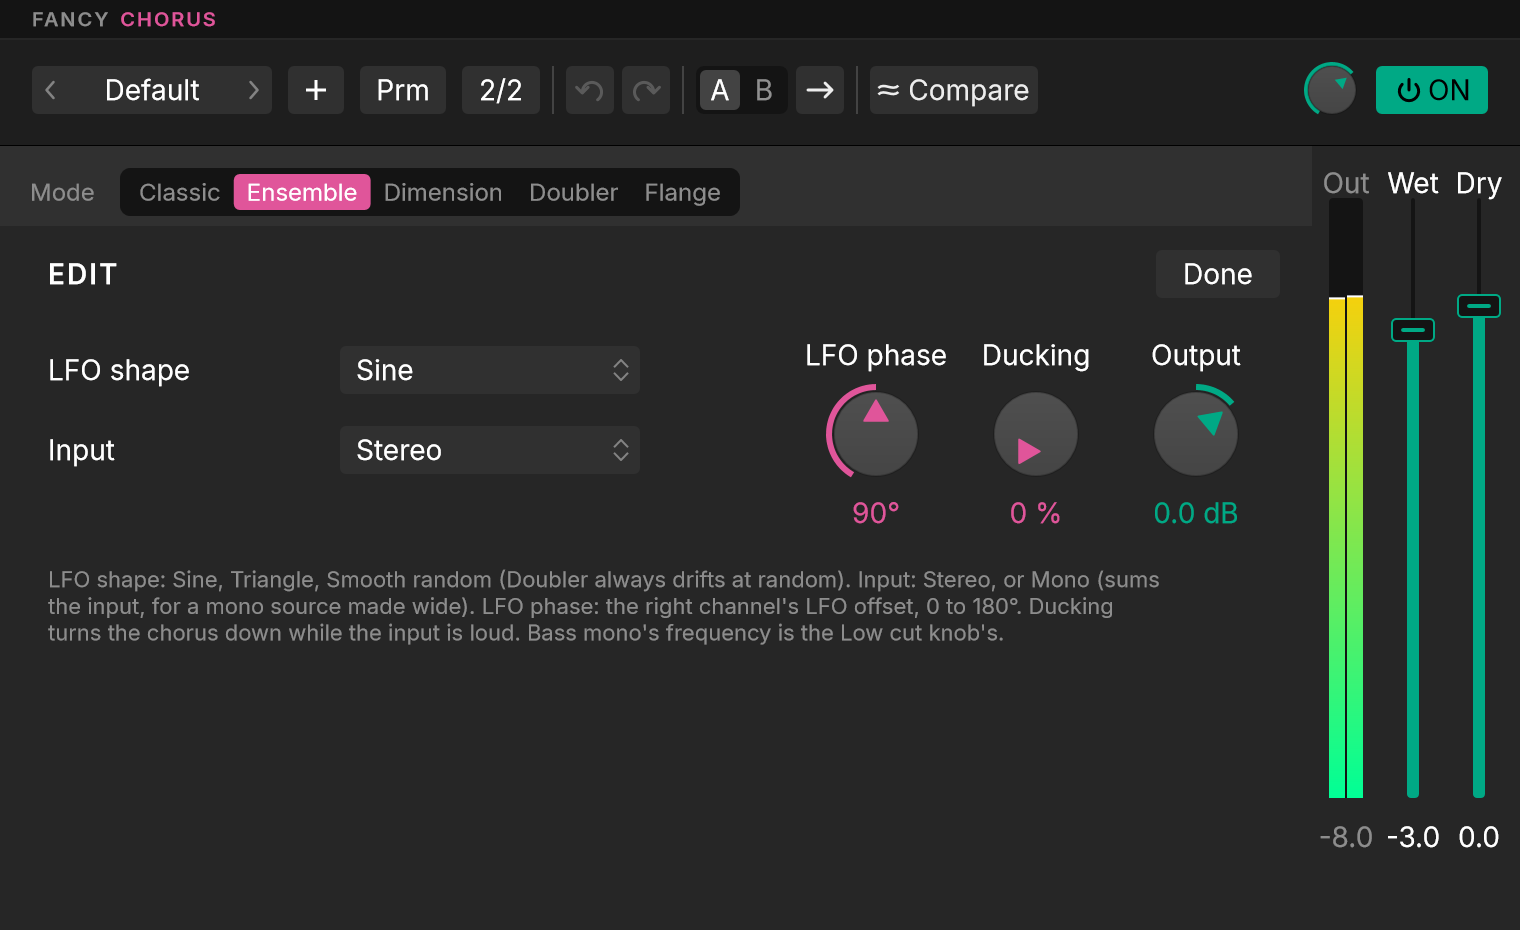 FANCY CHORUS
Default + Prm 2/2 A B → ≈ Compare ON
Mode Classic Ensemble Dimension Doubler Flange
Out Wet Dry
EDIT
Done
LFO shape Sine
Input Stereo
LFO phase Ducking Output
90° 0 % 0.0 dB
LFO shape: Sine, Triangle, Smooth random (Doubler always drifts at random). Input: Stereo, or Mono (sums
the input, for a mono source made wide). LFO phase: the right channel's LFO offset, 0 to 180°. Ducking
turns the chorus down while the input is loud. Bass mono's frequency is the Low cut knob's.
-8.0 -3.0 0.0